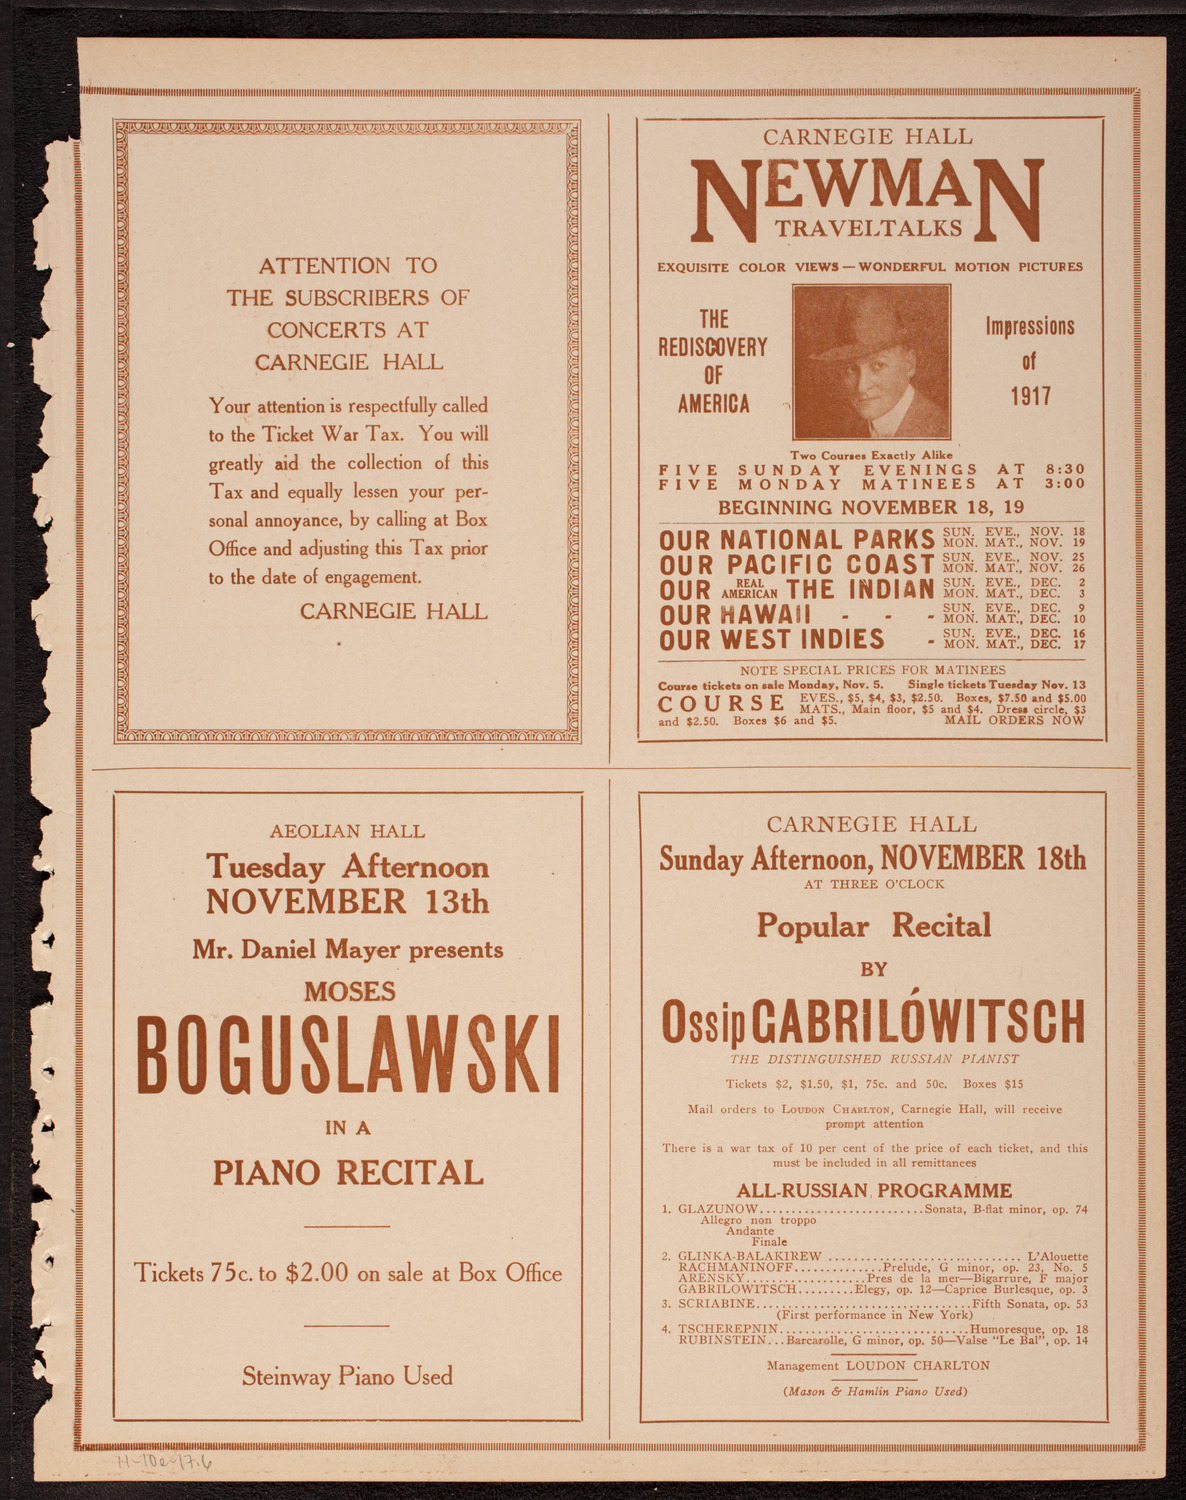 ATTENTION TO
THE SUBSCRIBERS OF
CONCERTS AT
CARNEGIE HALL
Your attention is respectfully called
to the Ticket War Tax. You will
greatly aid the collection of this
Tax and equally lessen your per-
sonal annoyance, by calling at Box
Office and adjusting this Tax prior
to the date of engagement.
CARNEGIE HALL
CARNEGIE HALL
NEWMAN
TRAVELTALKS
EXQUISITE COLOR VIEWS — WONDERFUL MOTION PICTURES
THE
REDISCOVERY
OF
AMERICA
Impressions
of
1917
Two Courses Exactly Alike
FIVE SUNDAY EVENINGS AT 8:30
FIVE MONDAY MATINEES AT 3:00
BEGINNING NOVEMBER 18, 19
OUR NATIONAL PARKS SUN. EVE., NOV. 18
MON. MAT., NOV. 19
OUR PACIFIC COAST SUN. EVE., NOV. 25
MON. MAT., NOV. 26
OUR REAL AMERICAN THE INDIAN SUN. EVE., DEC. 2
MON. MAT., DEC. 3
OUR HAWAII - - - SUN. EVE., DEC. 9
MON. MAT., DEC. 10
OUR WEST INDIES - SUN. EVE., DEC. 16
MON. MAT., DEC. 17
NOTE SPECIAL PRICES FOR MATINEES
Course tickets on sale Monday, Nov. 5. Single tickets Tuesday Nov. 13
COURSE EVES., $5, $4, $3, $2.50. Boxes, $7.50 and $5.00
MATS., Main floor, $5 and $4. Dress circle, $3
and $2.50. Boxes $6 and $5. MAIL ORDERS NOW
AEOLIAN HALL
Tuesday Afternoon
NOVEMBER 13th
Mr. Daniel Mayer presents
MOSES
BOGUSLAWSKI
IN A
PIANO RECITAL
Tickets 75c. to $2.00 on sale at Box Office
Steinway Piano Used
CARNEGIE HALL
Sunday Afternoon, NOVEMBER 18th
AT THREE O'CLOCK
Popular Recital
BY
Ossip GABRILÓWITSCH
THE DISTINGUISHED RUSSIAN PIANIST
Tickets $2, $1.50, $1, 75c. and 50c. Boxes $15
Mail orders to LOUDON CHARLTON, Carnegie Hall, will receive
prompt attention
There is a war tax of 10 per cent of the price of each ticket, and this
must be included in all remittances
ALL-RUSSIAN PROGRAMME
1. GLAZUNOW.........................Sonata, B-flat minor, op. 74
Allegro non troppo
Andante
Finale
2. GLINKA-BALAKIREW ............................. L'Alouette
RACHMANINOFF.............Prelude, G minor, op. 23, No. 5
ARENSKY..................Pres de la mer—Bigarrure, F major
GABRILOWITSCH.........Elegy, op. 12—Caprice Burlesque, op. 3
3. SCRIABINE.................................Fifth Sonata, op. 53
(First performance in New York)
4. TSCHEREPNIN.............................Humoresque, op. 18
RUBINSTEIN...Barcarolle, G minor, op. 50—Valse "Le Bal", op. 14
Management LOUDON CHARLTON
(Mason & Hamlin Piano Used)